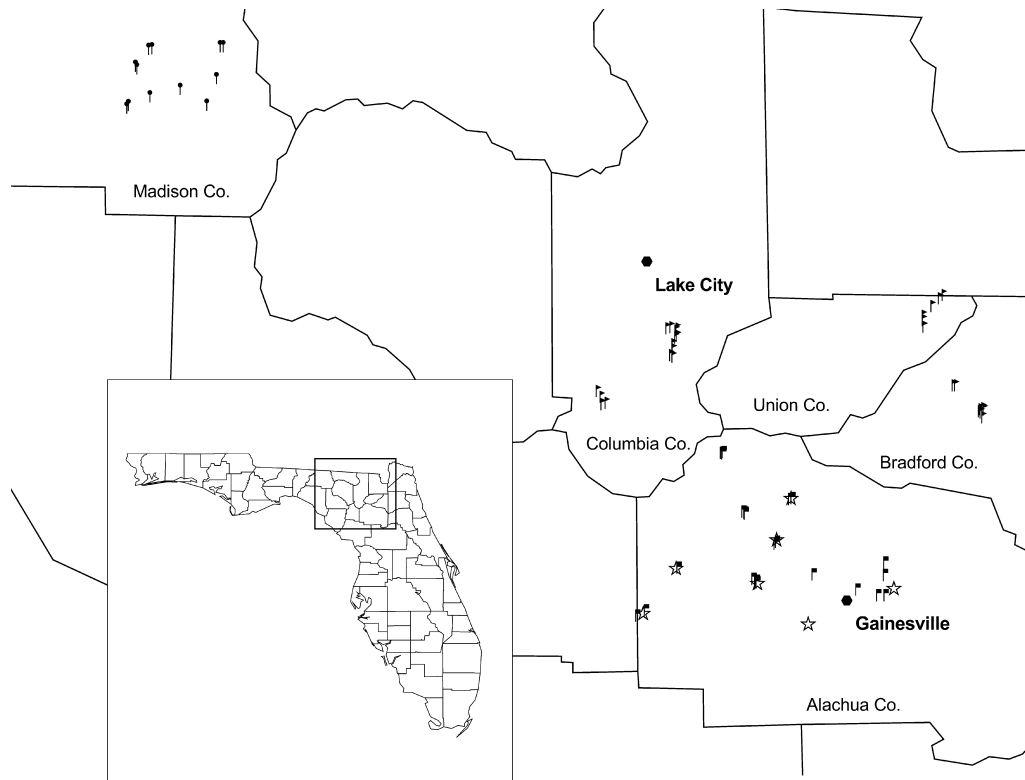 Madison Co.
Lake City
Union Co.
Columbia Co.
Bradford Co.
Gainesville
Alachua Co.